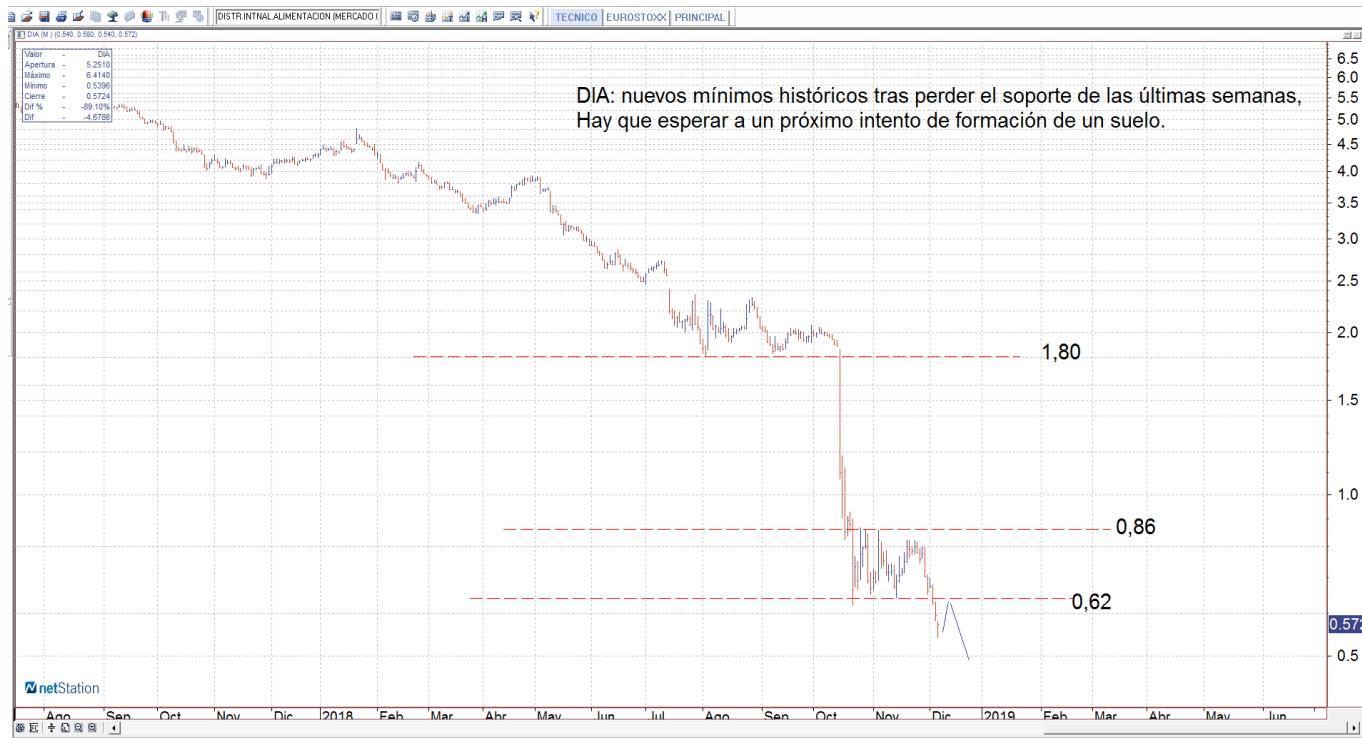 DISTR.INTNAL.ALIMENTACION (MERCADO (
TECNICO EUROSTOXX PRINCIPAL
DIA (M) (0.540, 0.580, 0.540, 0.572)
Valor - DIA
Apertura - 5.2510
Máximo - 6.4140
Mínimo - 0.5396
Cierre - 0.5724
Dif % - -89.10%
Dif - -4.6786
DIA: nuevos mínimos históricos tras perder el soporte de las últimas semanas,
Hay que esperar a un próximo intento de formación de un suelo.
6.5
6.0
5.5
5.0
4.5
4.0
3.5
3.0
2.5
2.0
1,80
1.5
1.0
0,86
0,62
0.572
0.5
netStation
Ago Sep Oct Nov Dic 2018 Feb Mar Abr May Jun Jul Ago Sep Oct Nov Dic 2019 Feb Mar Abr May Jun